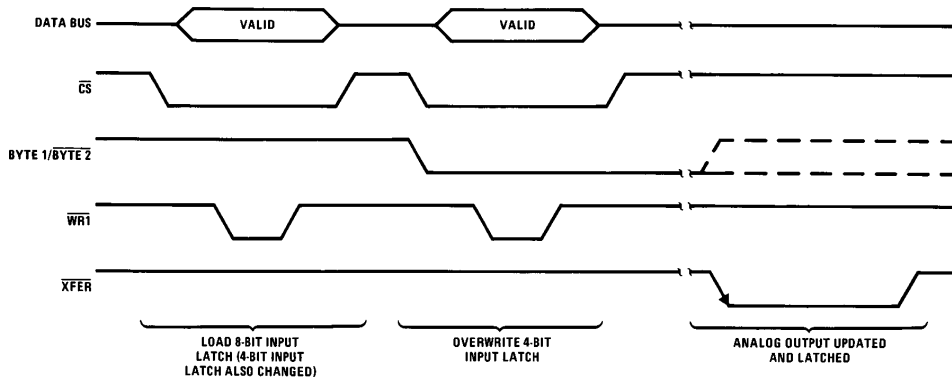 DATA BUS
VALID
VALID
CS
BYTE 1/BYTE 2
WR1
XFER
LOAD 8-BIT INPUT
LATCH (4-BIT INPUT
LATCH ALSO CHANGED)
OVERWRITE 4-BIT
INPUT LATCH
ANALOG OUTPUT UPDATED
AND LATCHED